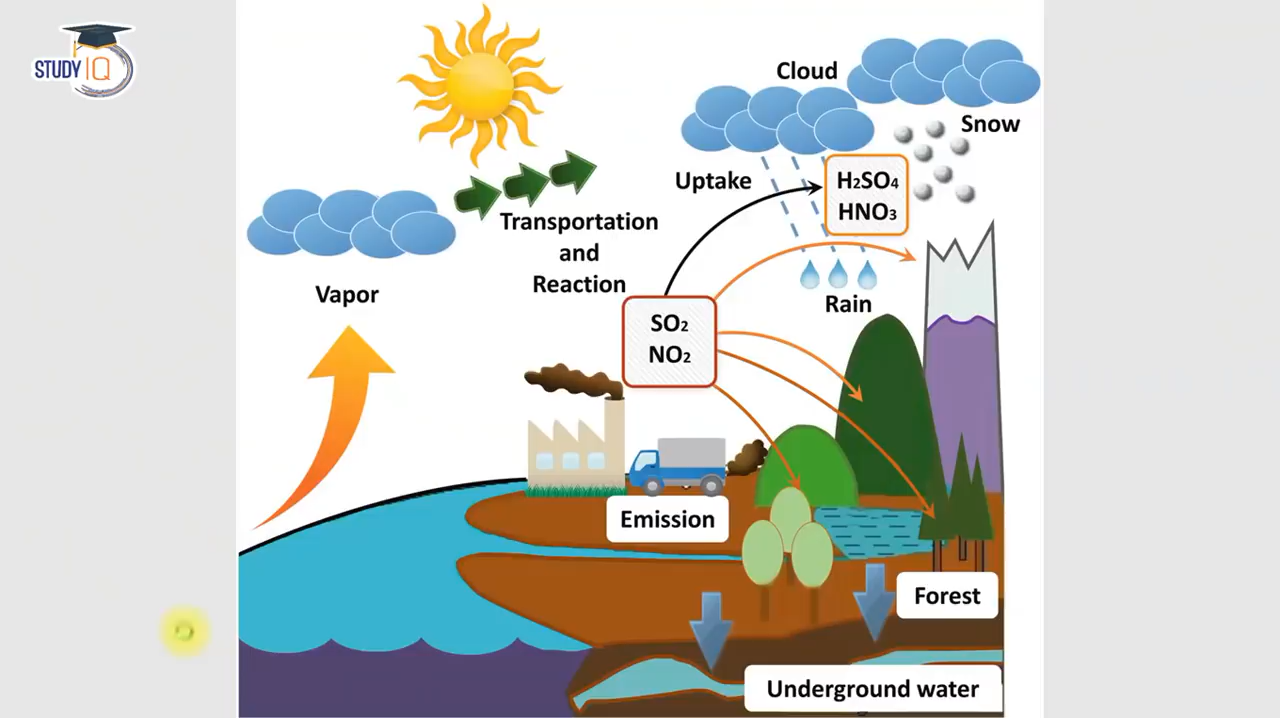 STUDY IQ
Cloud
Snow
Uptake
H₂SO₄
HNO₃
Transportation
and
Reaction
Vapor
Rain
SO₂
NO₂
Emission
Forest
Underground water